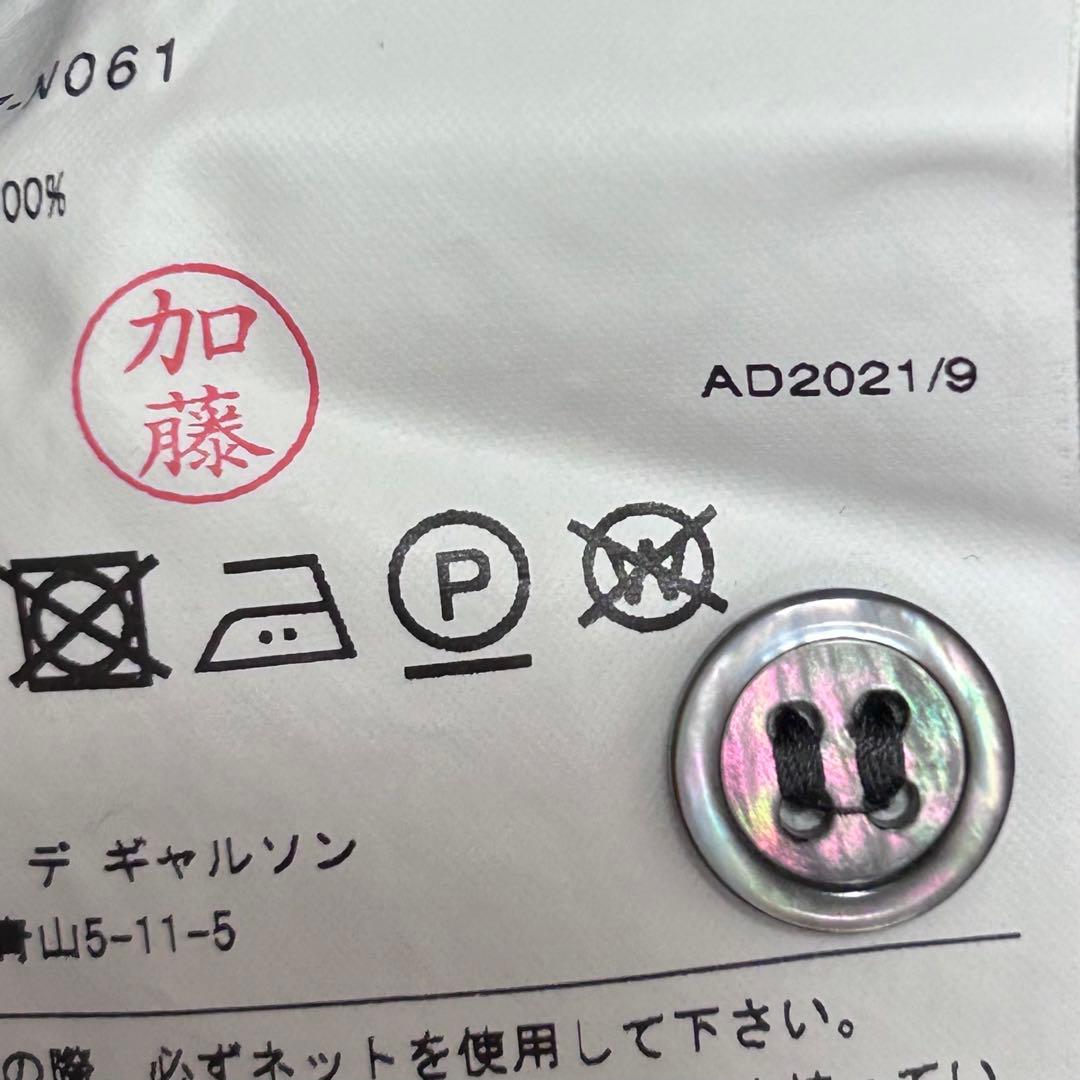 N061
00%
加
藤
AD2021/9
P
W
デ ギャルソン
青山5-11-5
の際、必ずネットを使用して下さい。